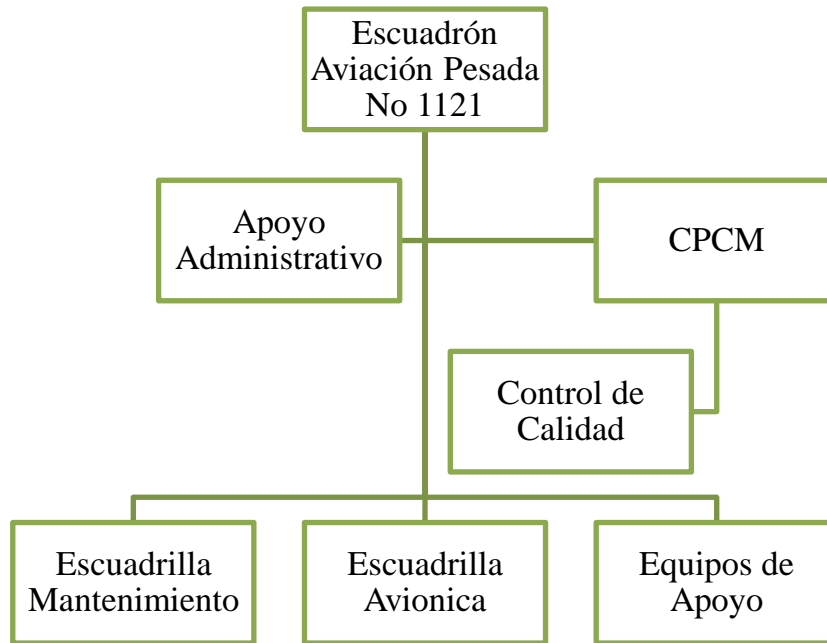 Escuadrón
Aviación Pesada
No 1121
Apoyo
Administrativo
CPCM
Control de
Calidad
Escuadrilla
Mantenimiento
Escuadrilla
Avionica
Equipos de
Apoyo